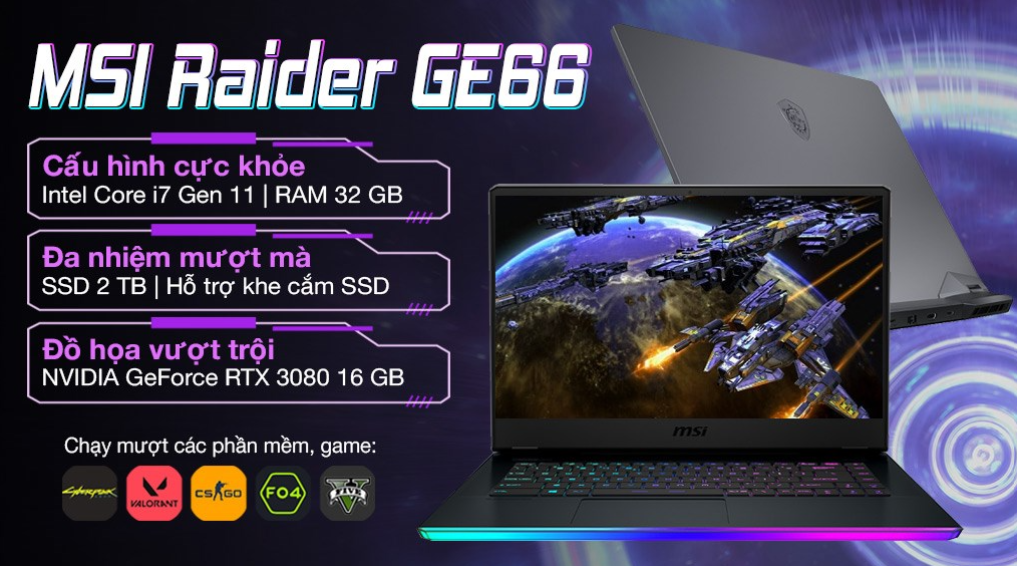 MSI Raider GE66
Cấu hình cực khỏe
Intel Core i7 Gen 11 | RAM 32 GB
Đa nhiệm mượt mà
SSD 2 TB | Hỗ trợ khe cắm SSD
Đồ họa vượt trội
NVIDIA GeForce RTX 3080 16 GB
Chạy mượt các phần mềm, game:
CYBERPUNK
VALORANT
CS GO
FO4
V
FIVE
msi